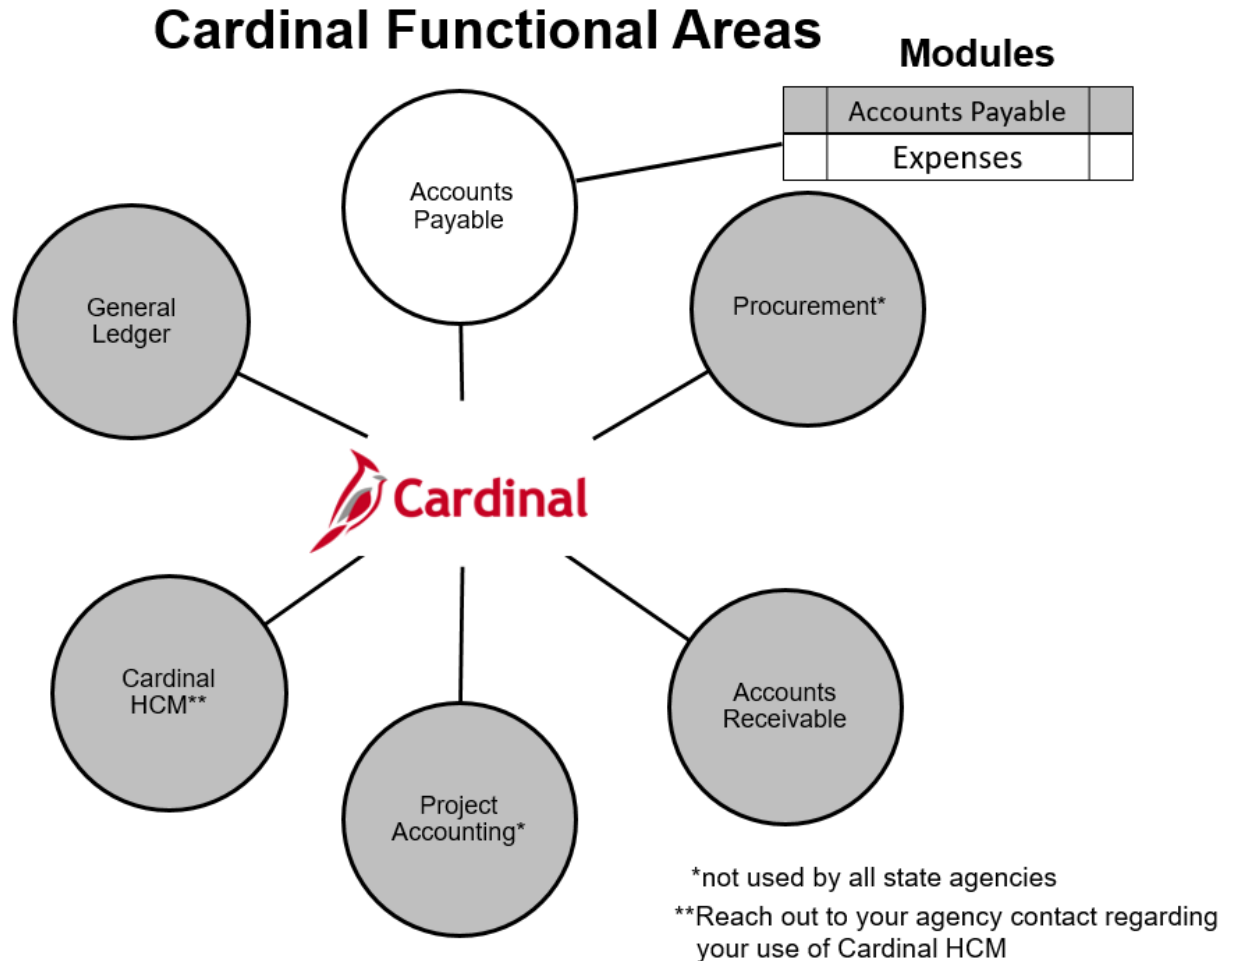 Cardinal Functional Areas
Modules
Accounts Payable
Expenses
Accounts
Payable
General
Ledger
Procurement*
Cardinal
Cardinal
HCM**
Accounts
Receivable
Project
Accounting*
*not used by all state agencies
**Reach out to your agency contact regarding
your use of Cardinal HCM